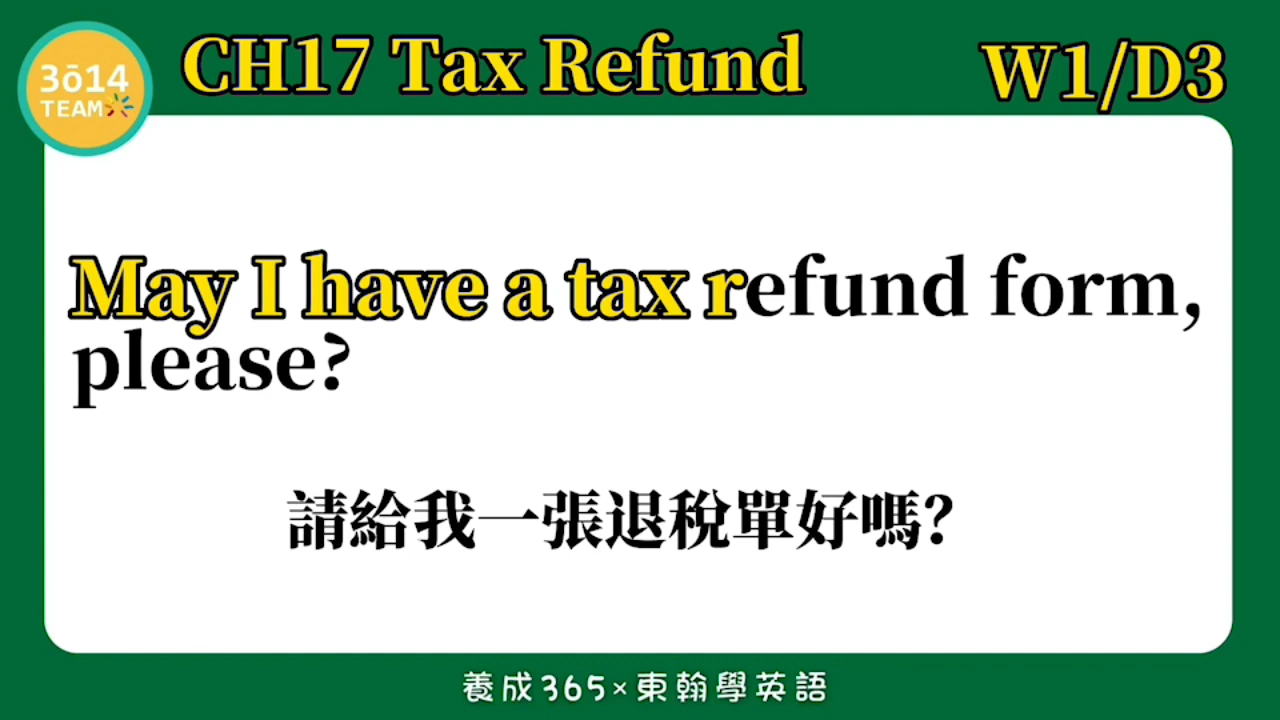 3ō14
TEAM
CH17 Tax Refund
W1/D3
May I have a tax refund form,
please?
請給我一張退稅單好嗎?
養成365×東翰學英語